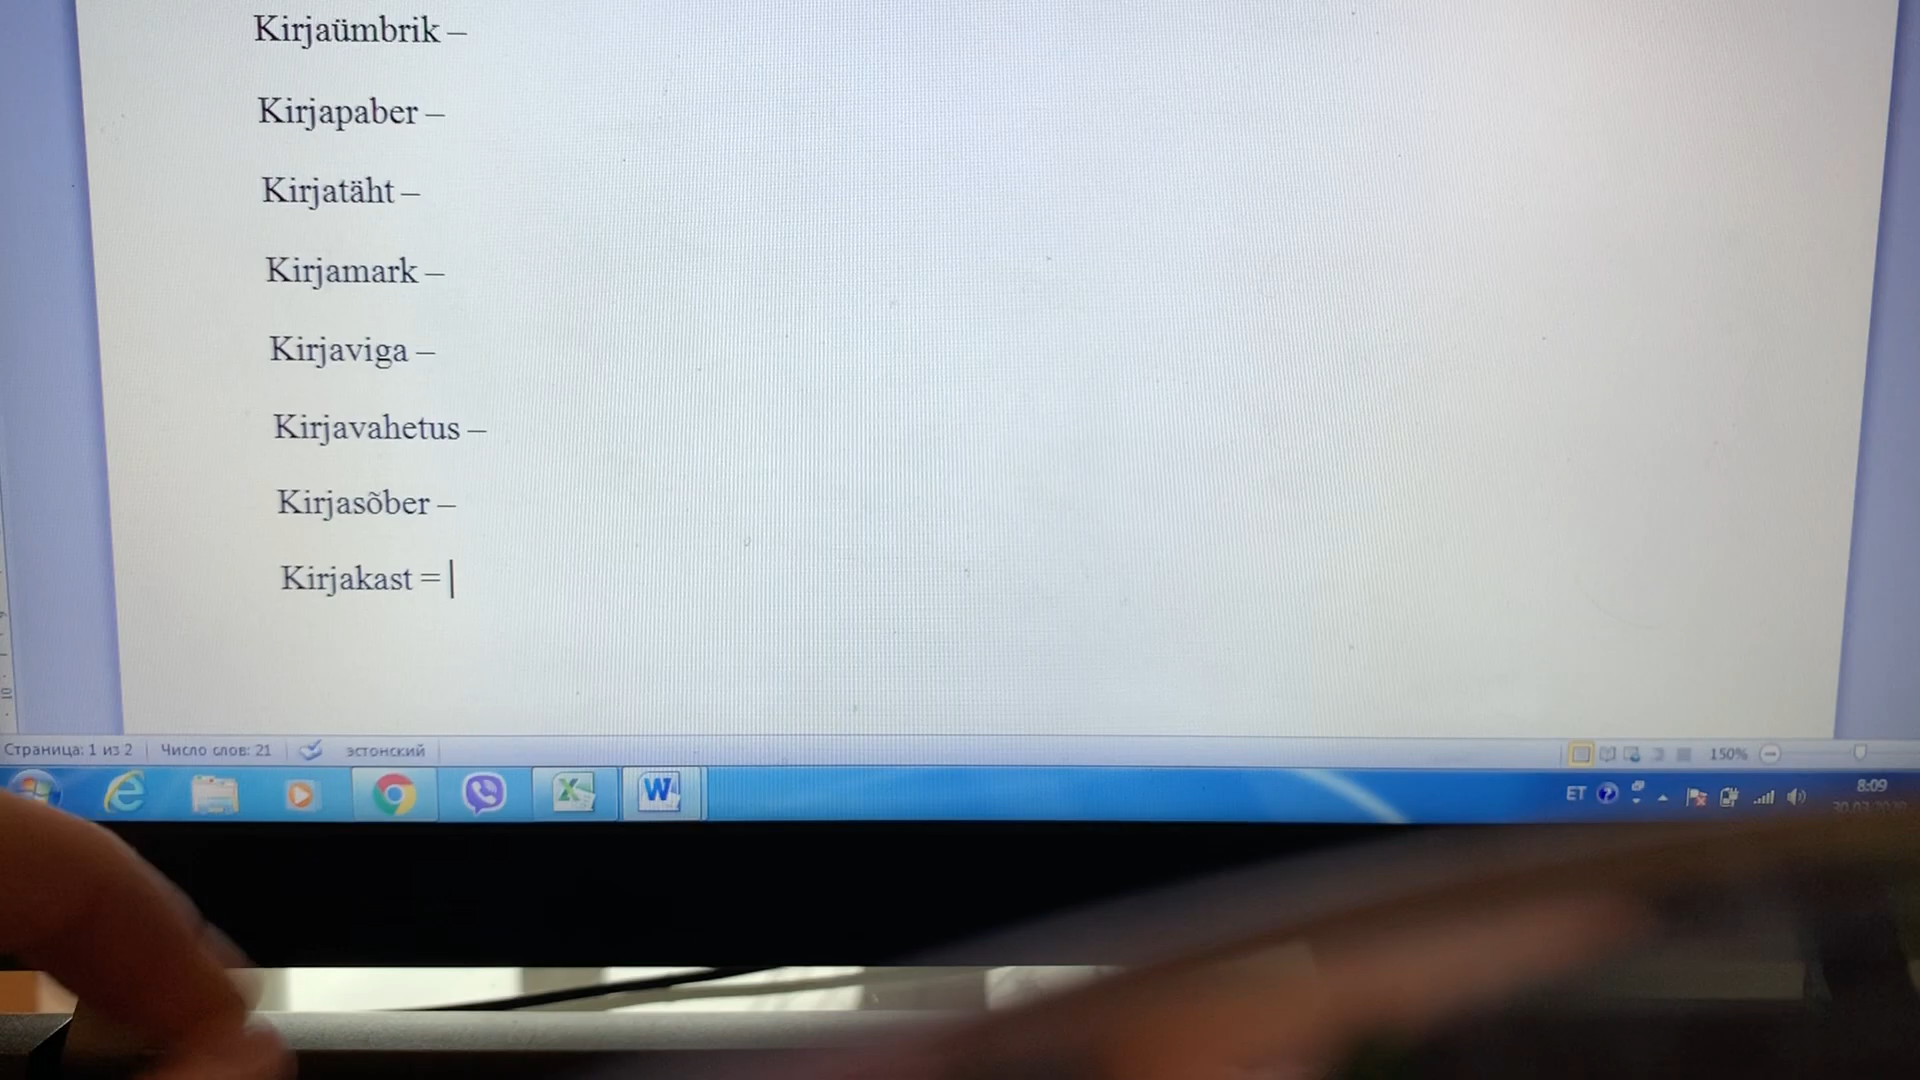 Kirjaümbrik –
Kirjapaber –
Kirjatäht –
Kirjamark –
Kirjaviga –
Kirjavahetus –
Kirjasõber –
Kirjakast =
Страница: 1 из 2 Число слов: 21 эстонский 150%
ET 8:09